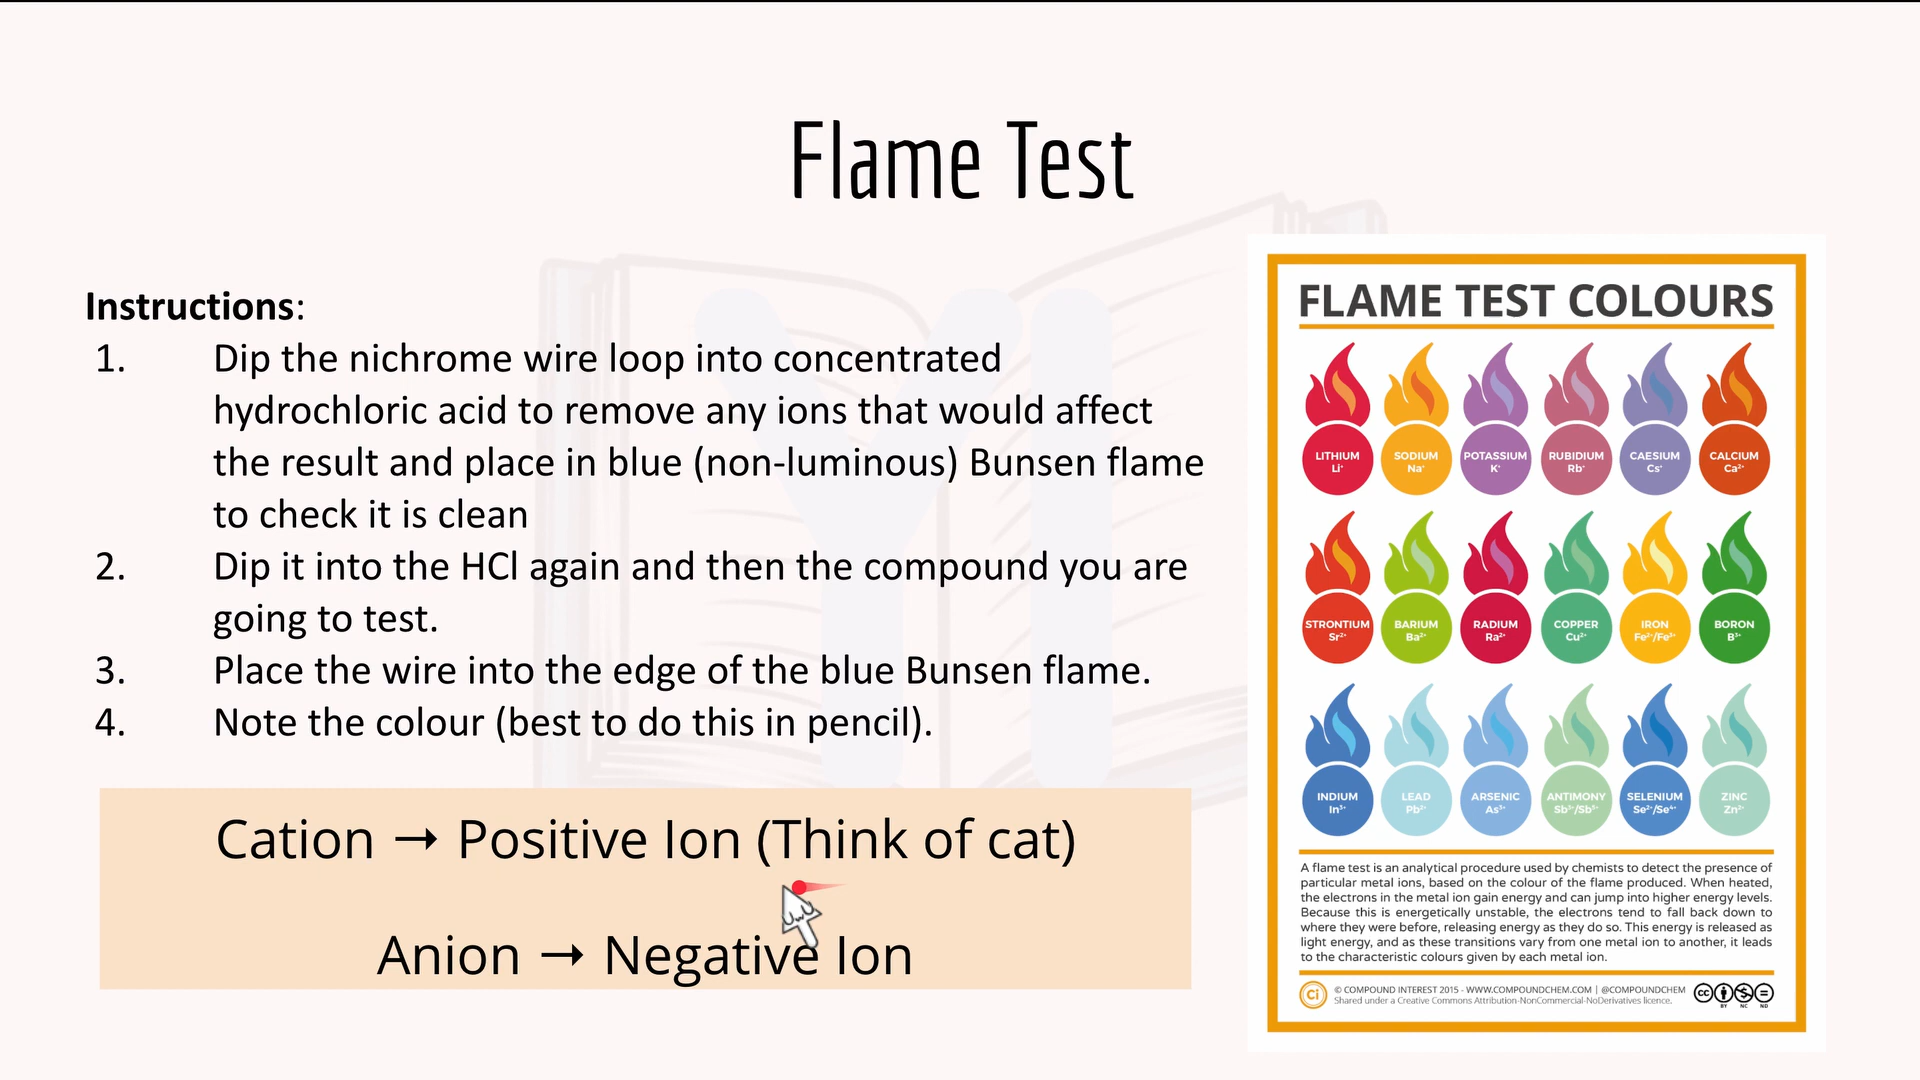 Flame Test
Instructions:
1. Dip the nichrome wire loop into concentrated
hydrochloric acid to remove any ions that would affect
the result and place in blue (non-luminous) Bunsen flame
to check it is clean
2. Dip it into the HCl again and then the compound you are
going to test.
3. Place the wire into the edge of the blue Bunsen flame.
4. Note the colour (best to do this in pencil).
Cation → Positive Ion (Think of cat)
Anion → Negative Ion
FLAME TEST COLOURS
LITHIUM SODIUM POTASSIUM RUBIDIUM CAESIUM CALCIUM
Li⁺ Na⁺ K⁺ Rb⁺ Cs⁺ Ca²⁺
STRONTIUM BARIUM RADIUM COPPER IRON BORON
Sr²⁺ Ba²⁺ Ra²⁺ Cu²⁺ Fe²⁺/Fe³⁺ B³⁺
INDIUM LEAD ARSENIC ANTIMONY SELENIUM ZINC
In³⁺ Pb²⁺ As³⁺ Sb³⁺/Sb⁵⁺ Se²⁺/Se⁴⁺ Zn²⁺
A flame test is an analytical procedure used by chemists to detect the presence of
particular metal ions, based on the colour of the flame produced. When heated,
the electrons in the metal ion gain energy and can jump into higher energy levels.
Because this is energetically unstable, the electrons tend to fall back down to
where they were before, releasing energy as they do so. This energy is released as
light energy, and as these transitions vary from one metal ion to another, it leads
to the characteristic colours given by each metal ion.
Ci © COMPOUND INTEREST 2015 - WWW.COMPOUNDCHEM.COM | @COMPOUNDCHEM
Shared under a Creative Commons Attribution-NonCommercial-NoDerivatives licence.
cc BY NC ND
YI